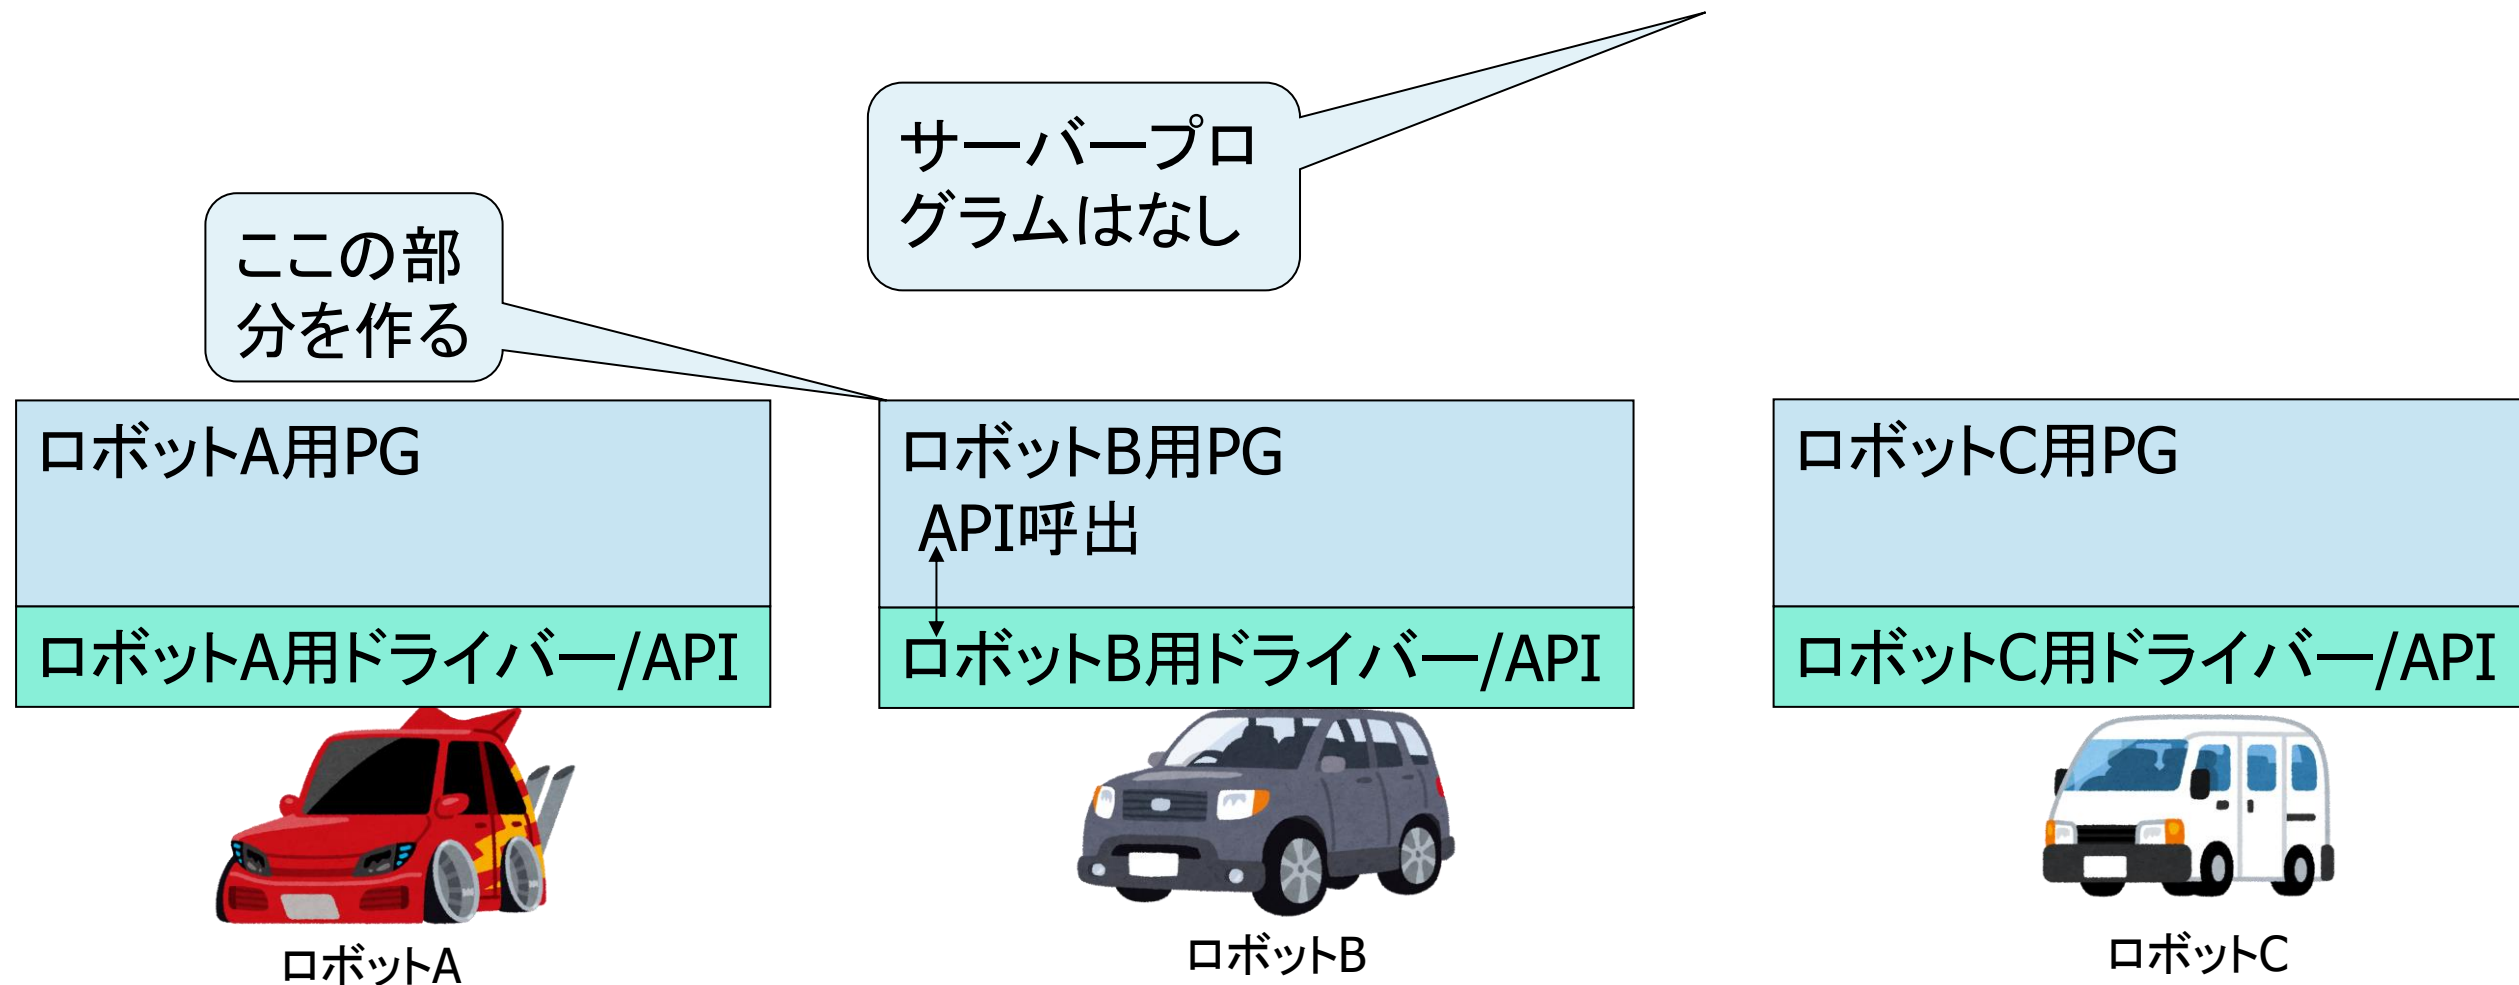 サーバープロ
グラムはなし
ここの部
分を作る
ロボットA用PG
ロボットA用ドライバー/API
ロボットA
ロボットB用PG
API呼出
ロボットB用ドライバー/API
ロボットB
ロボットC用PG
ロボットC用ドライバー/API
ロボットC